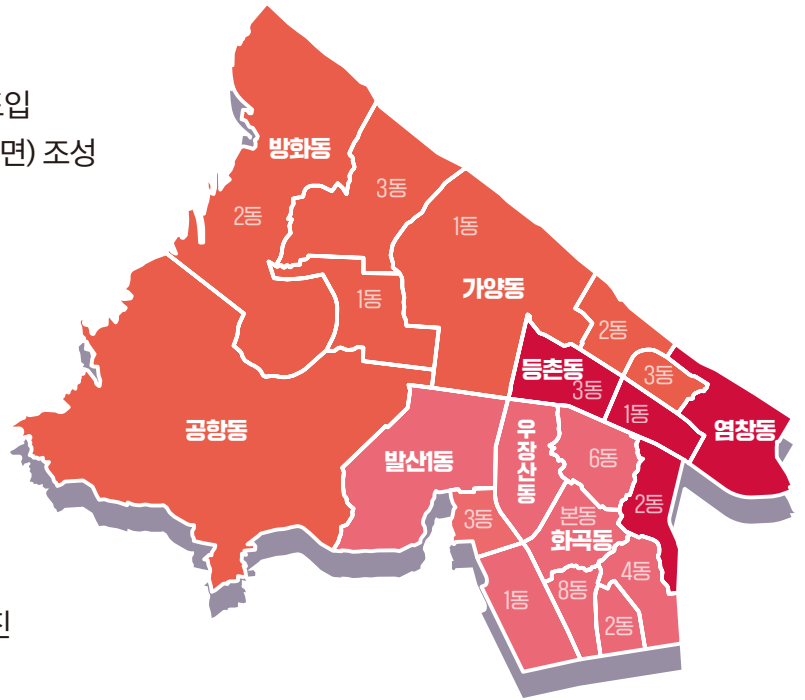 입
면) 조성
방화동
3동
2동
1동
가양동
1동
2동
등촌동
3동
3동
1동
염창동
공항동
발산1동
우장산동
6동
2동
3동
본동
화곡동
4동
1동
8동
2동
진